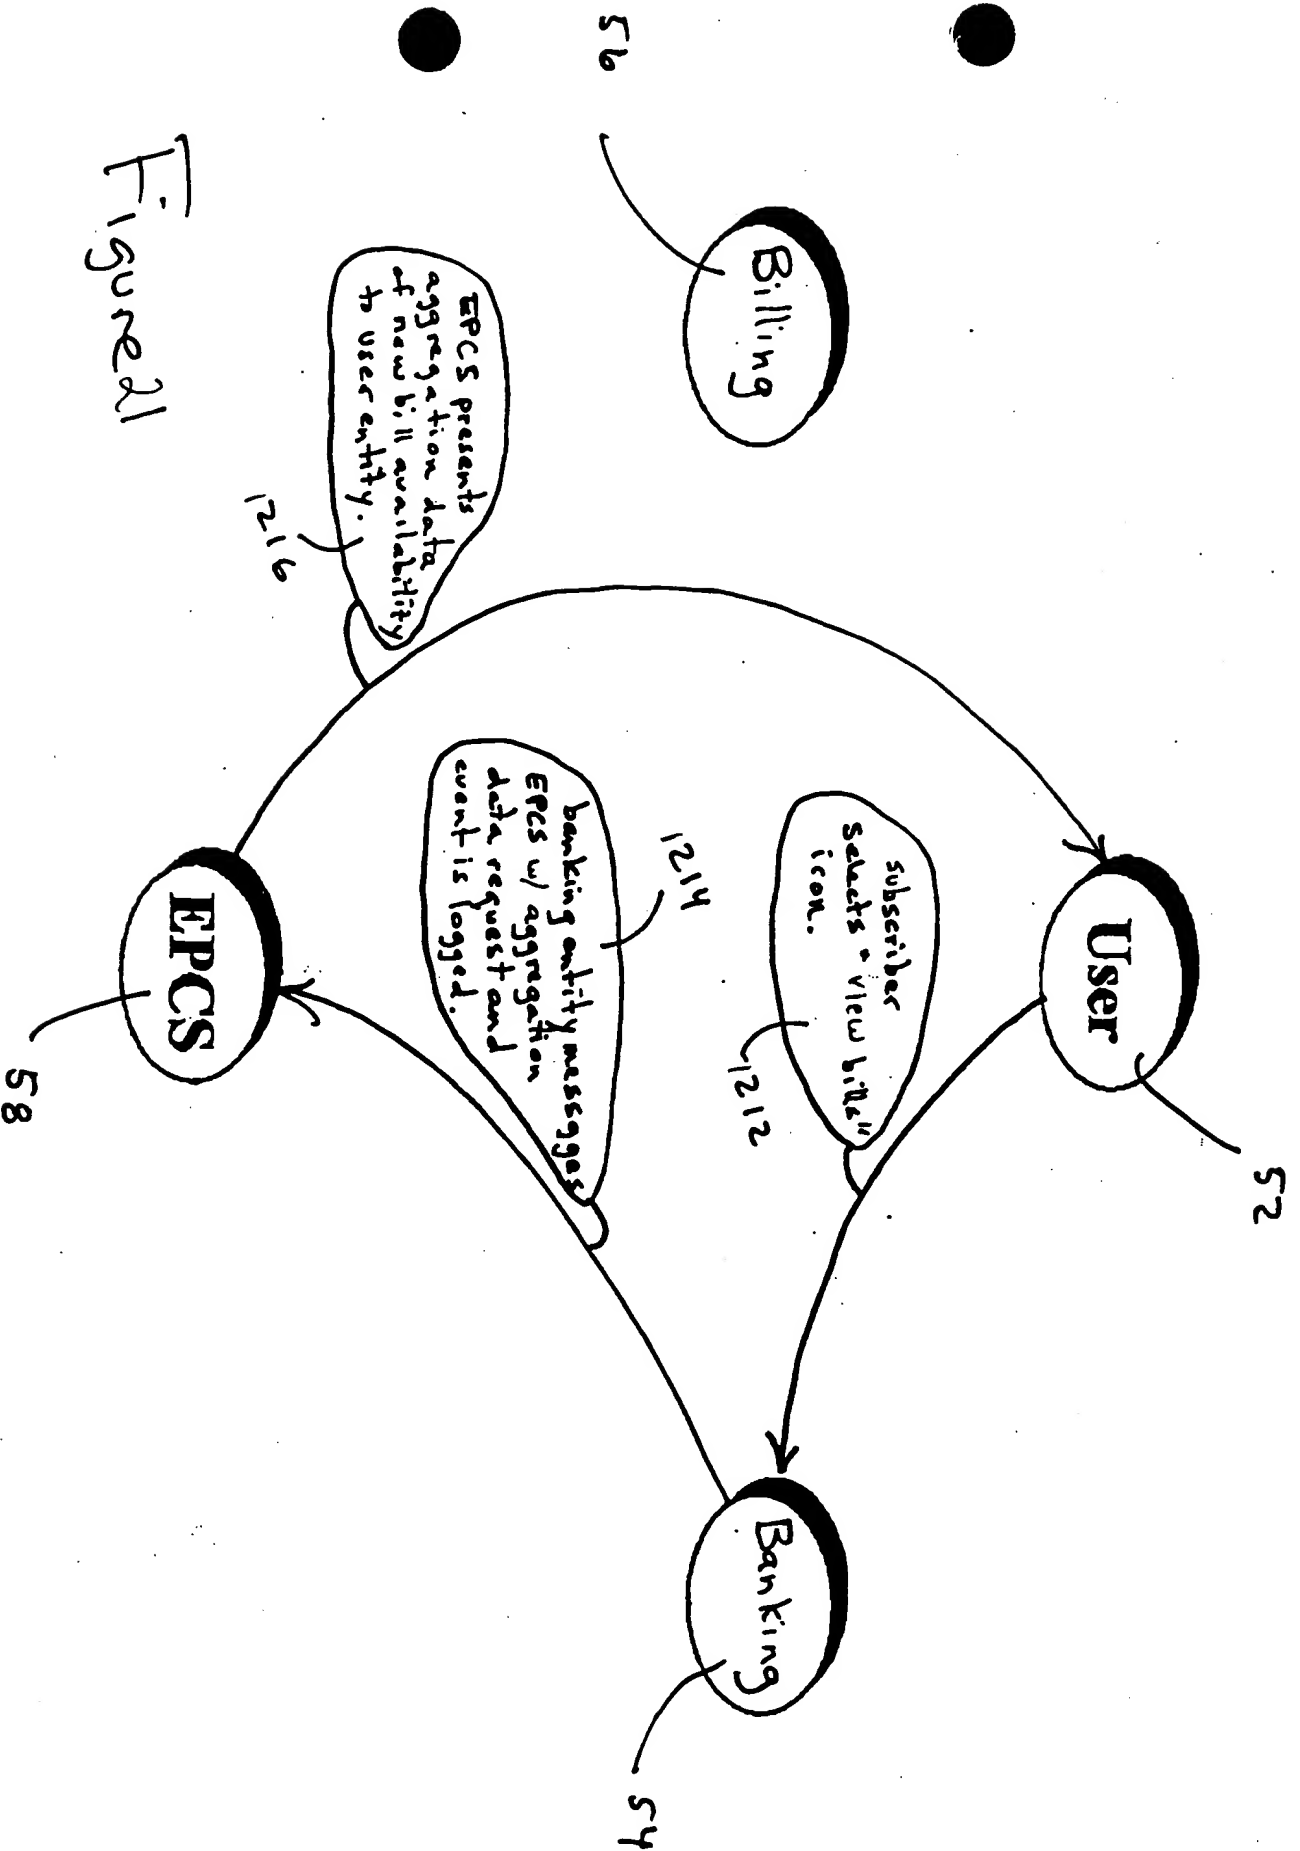 User
52
subscriber
selects "view bills"
icon.
1212
Billing
56
Banking
54
1214
banking entity messages
EPCS w/ aggregation
data request and
event is logged.
EPCS presents
aggregation data
of new bill availability
to user entity.
1216
EPCS
58
Figure 21